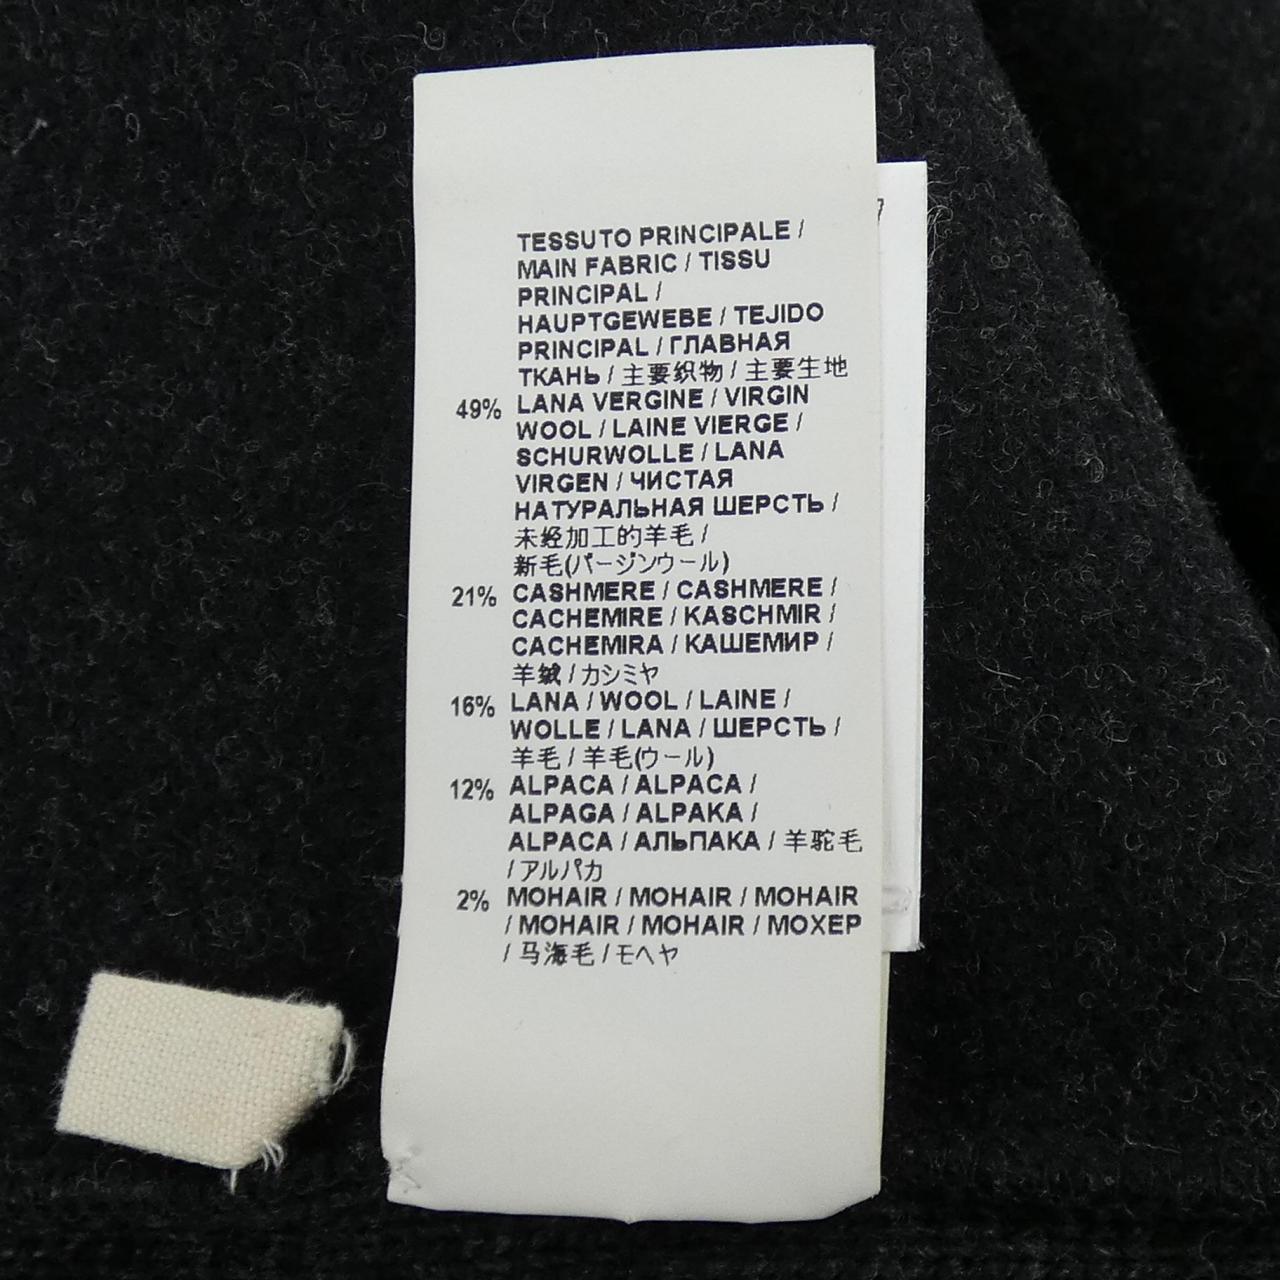 TESSUTO PRINCIPALE /
MAIN FABRIC / TISSU
PRINCIPAL /
HAUPTGEWEBE / TEJIDO
PRINCIPAL / ГЛАВНАЯ
ТКАНЬ / 主要织物 / 主要生地
49% LANA VERGINE / VIRGIN
WOOL / LAINE VIERGE /
SCHURWOLLE / LANA
VIRGEN / ЧИСТАЯ
НАТУРАЛЬНАЯ ШЕРСТЬ /
未经加工的羊毛 /
新毛(バージンウール)
21% CASHMERE / CASHMERE /
CACHEMIRE / KASCHMIR /
CACHEMIRA / КАШЕМИР /
羊绒 / カシミヤ
16% LANA / WOOL / LAINE /
WOLLE / LANA / ШЕРСТЬ /
羊毛 / 羊毛(ウール)
12% ALPACA / ALPACA /
ALPAGA / ALPAKA /
ALPACA / АЛЬПАКА / 羊驼毛
/ アルパカ
2% MOHAIR / MOHAIR / MOHAIR
/ MOHAIR / MOHAIR / МОХЕР
/ 马海毛 / モヘヤ